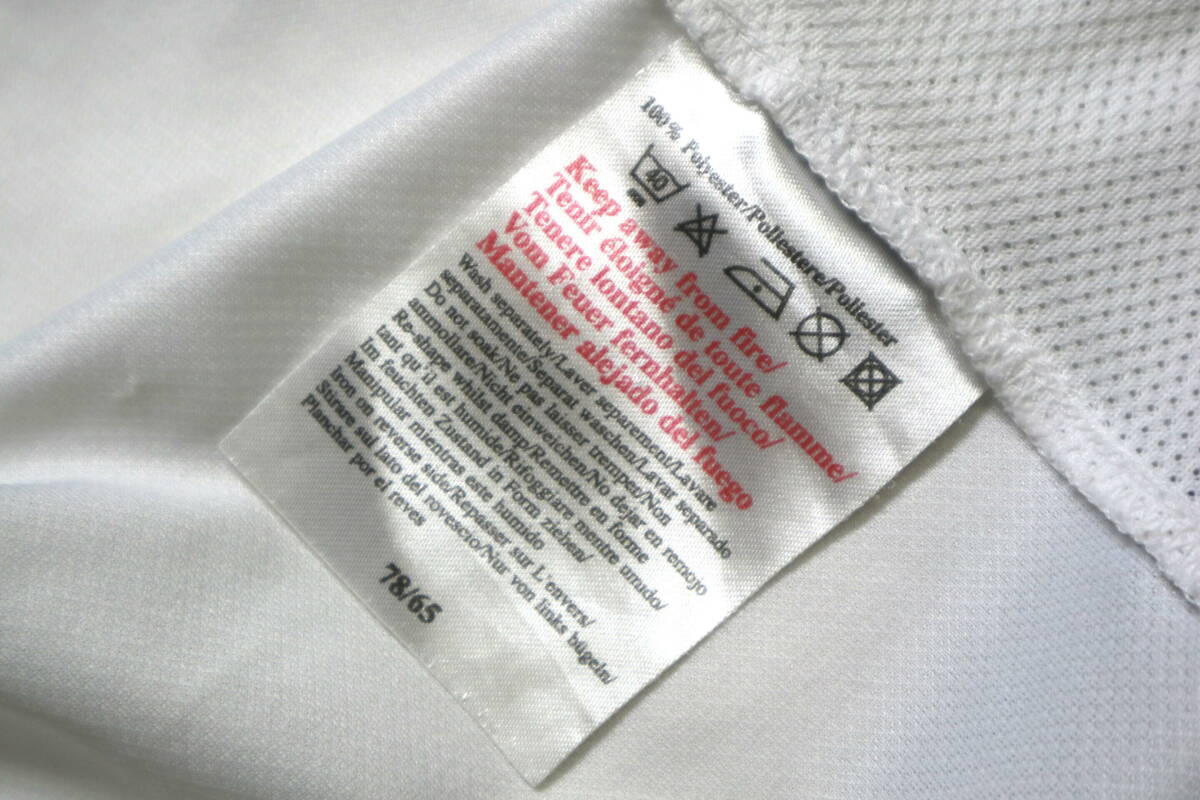 100% Polyester/Poliestere/Poliester
40
Keep away from fire/
Tenir éloigné de toute flamme/
Tenere lontano del fuoco/
Vom Feuer fernhalten/
Mantener alejado del fuego
Wash separately/Laver separement/Lavare
separatamente/Separat waschen/Lavar separado
Do not soak/Ne pas laisser tremper/Non
ammollare/Nicht einweichen/No dejar en remojo
Re-shape whilst damp/Remettre en forme
tant qu'il est humide/Rifoggiare mentre umido/
Im feuchten Zustand in Form ziehen/
Manipular mientras este humido
Iron on reverse side/Repasser sur L'envers/
Stirare sul lato del rovescio/Nur von links bügeln/
Planchar por el reves
78/65